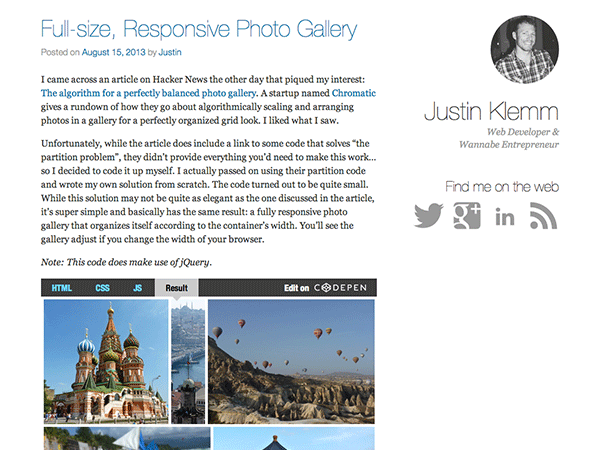 Full-size, Responsive Photo Gallery
Posted on August 15, 2013 by Justin
I came across an article on Hacker News the other day that piqued my interest:
The algorithm for a perfectly balanced photo gallery. A startup named Chromatic
gives a rundown of how they go about algorithmically scaling and arranging
photos in a gallery for a perfectly organized grid look. I liked what I saw.
Unfortunately, while the article does include a link to some code that solves “the
partition problem”, they didn’t provide everything you’d need to make this work…
so I decided to code it up myself. I actually passed on using their partition code
and wrote my own solution from scratch. The code turned out to be quite small.
While this solution may not be quite as elegant as the one discussed in the article,
it’s super simple and basically has the same result: a fully responsive photo
gallery that organizes itself according to the container’s width. You’ll see the
gallery adjust if you change the width of your browser.
Note: This code does make use of jQuery.
HTML CSS JS Result Edit on CODEPEN
Justin Klemm
Web Developer &
Wannabe Entrepreneur
Find me on the web
g+ in